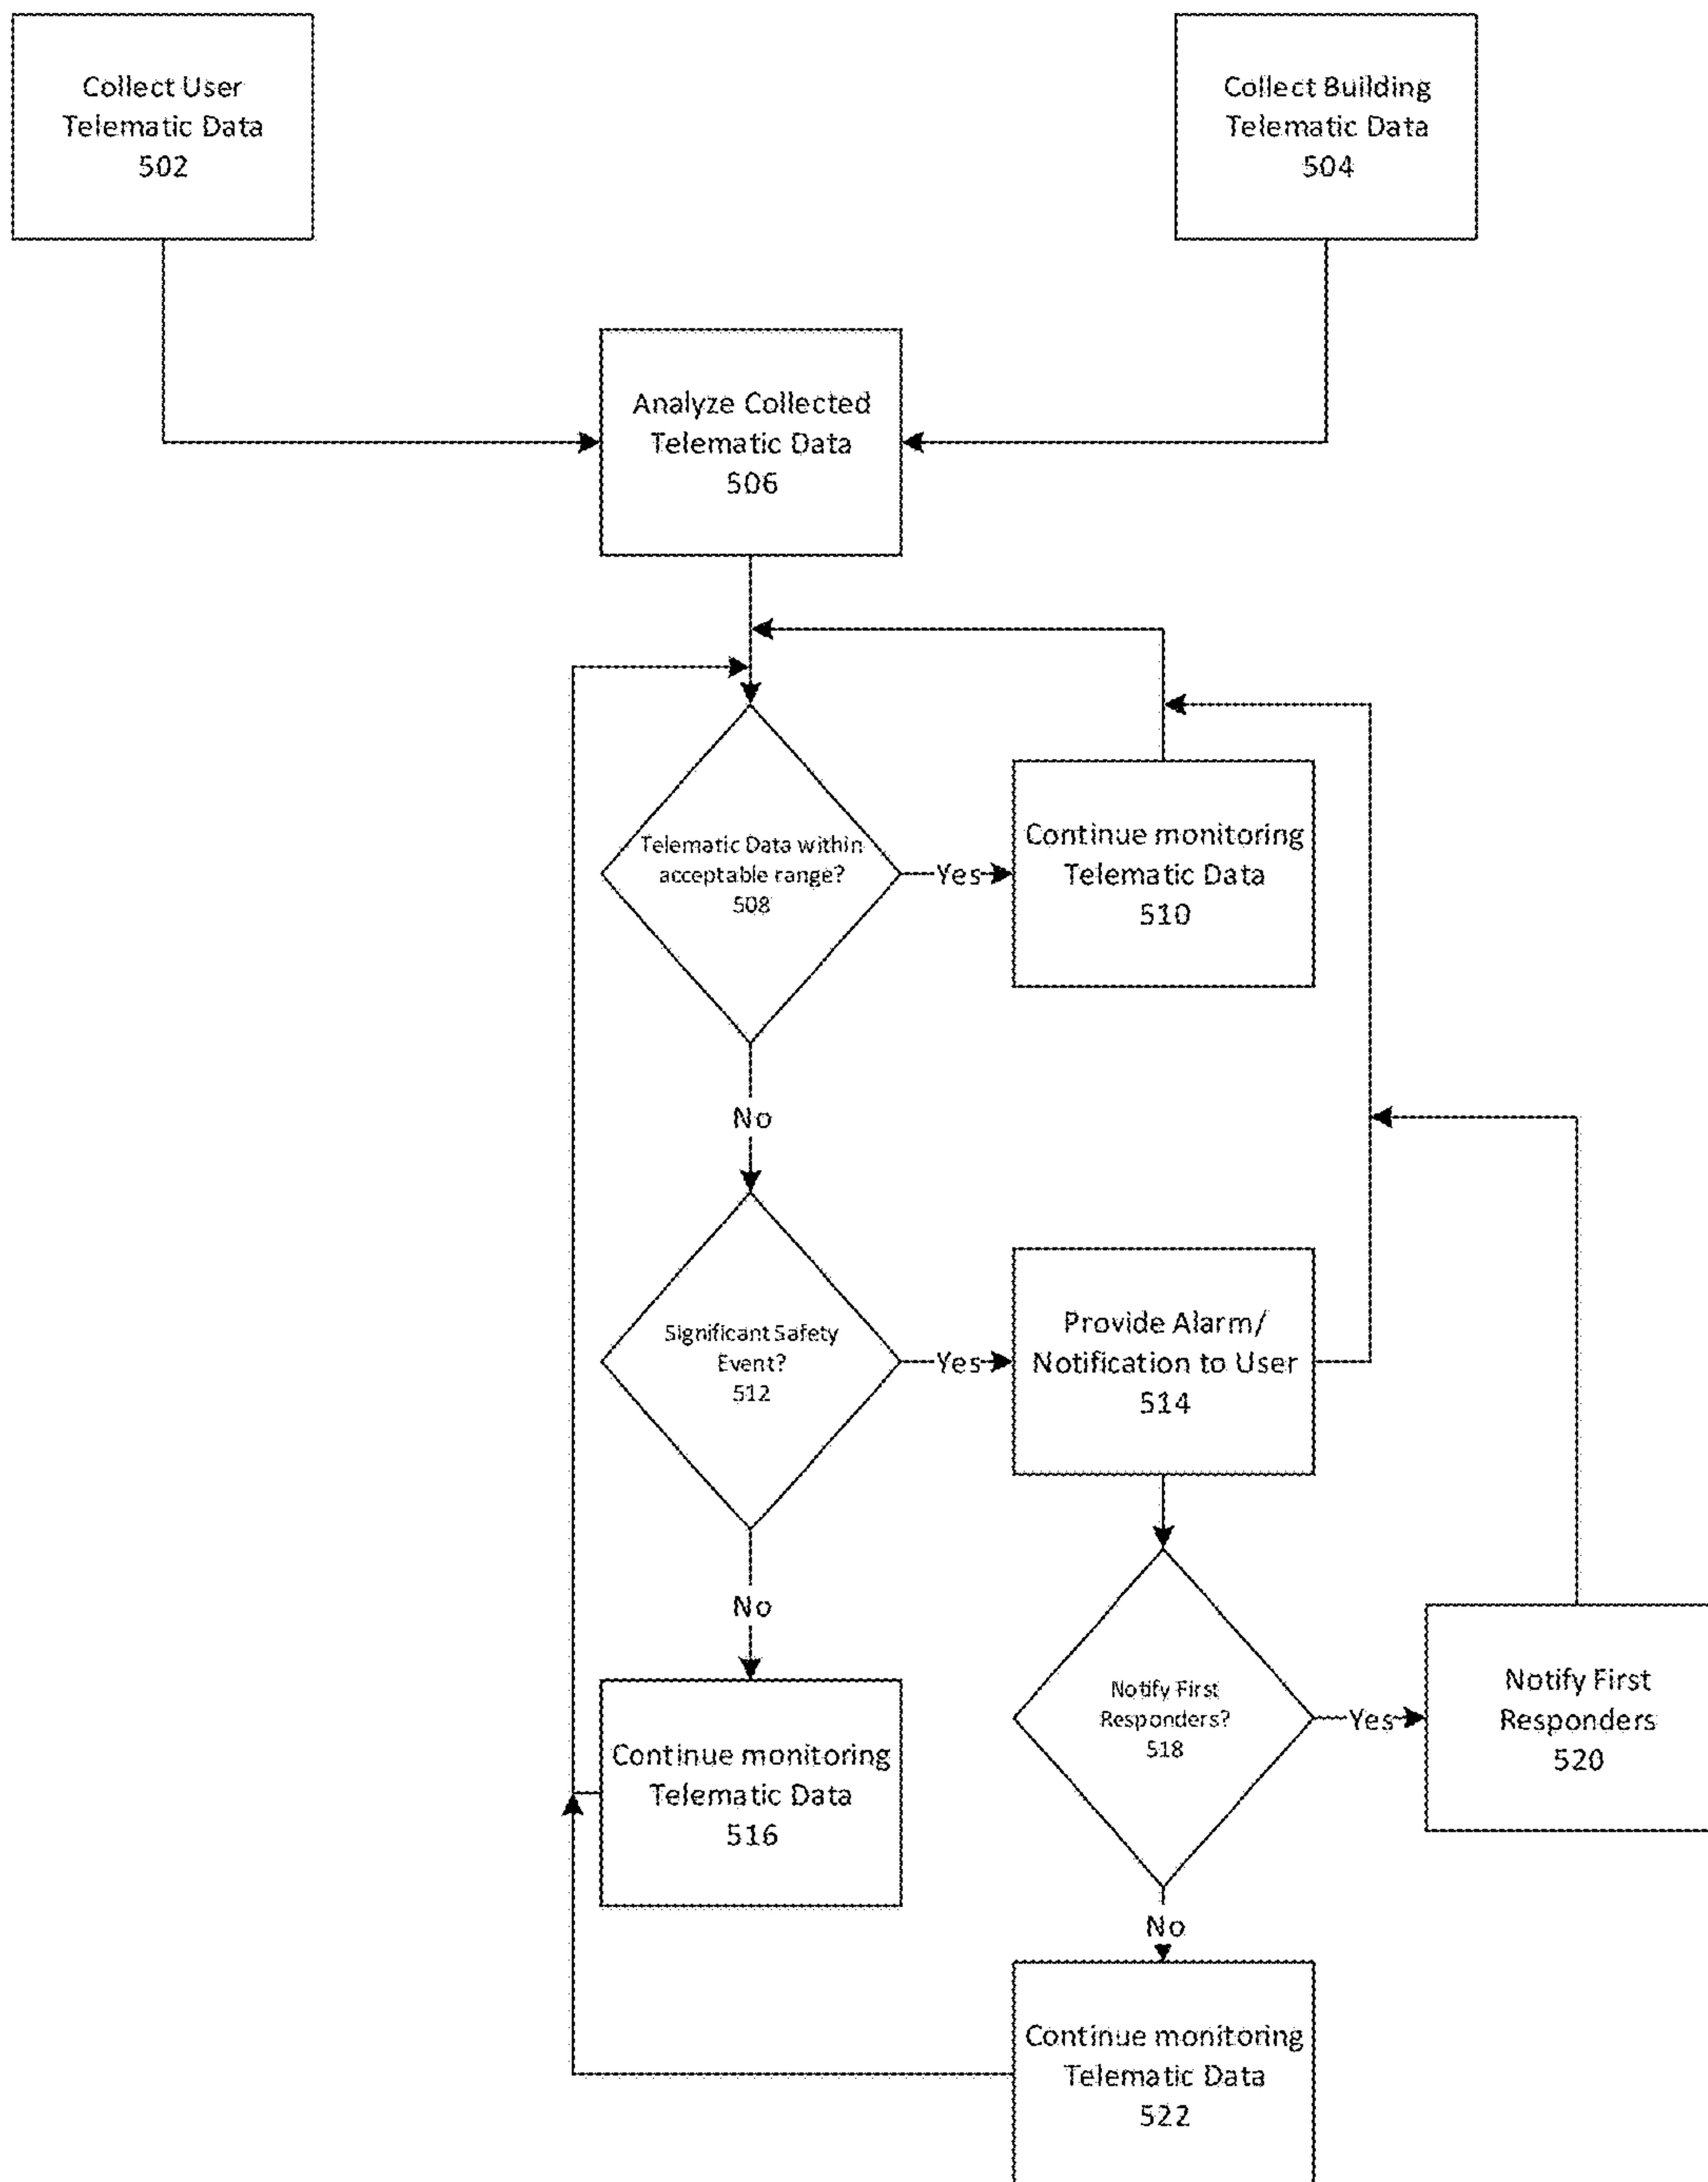 Collect User
Telematic Data
502
Collect Building
Telematic Data
504
Analyze Collected
Telematic Data
506
Telematic Data within
acceptable range?
508
Yes
Continue monitoring
Telematic Data
510
No
Significant Safety
Event?
512
Yes
Provide Alarm/
Notification to User
514
No
Continue monitoring
Telematic Data
516
Notify First
Responders?
518
Yes
Notify First
Responders
520
No
Continue monitoring
Telematic Data
522